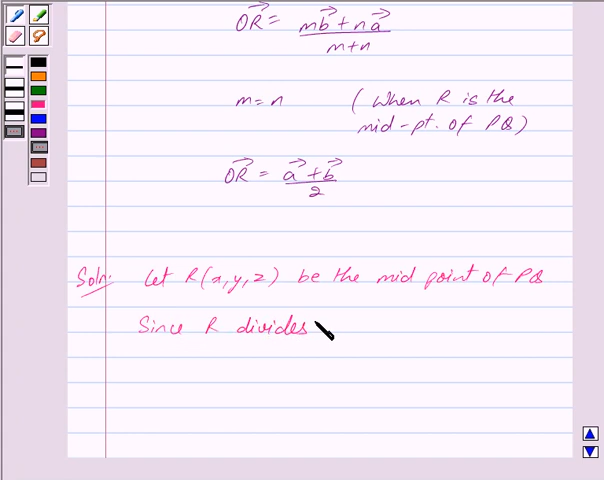 OR→ = mb→ + na→ / m+n
m = n (When R is the
mid-pt. of PQ)
OR→ = a→ + b→ / 2
Soln: Let R(x,y,z) be the mid point of PQ
Since R divides